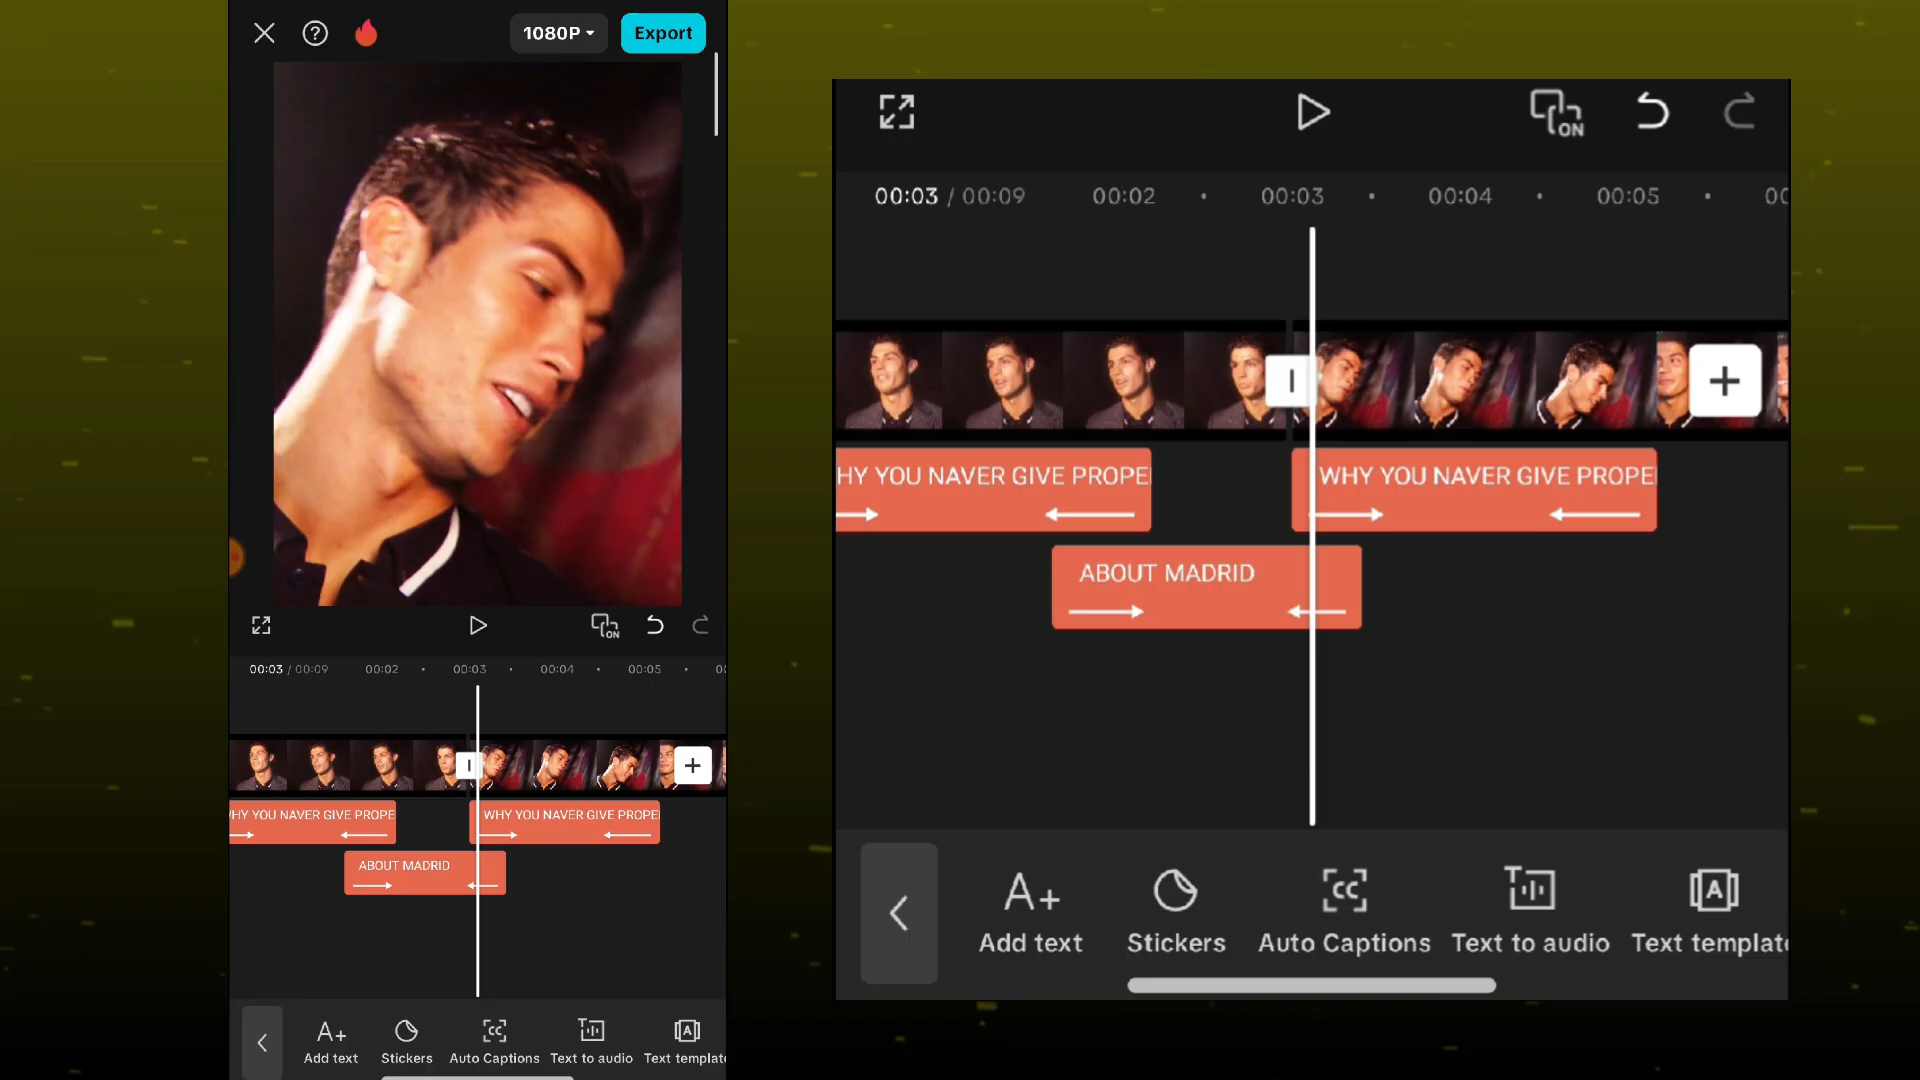 1080P
Export
00:03 / 00:09
00:02
00:03
00:04
00:05
WHY YOU NAVER GIVE PROPE
WHY YOU NAVER GIVE PROPE
ABOUT MADRID
Add text
Stickers
Auto Captions
Text to audio
Text template
ON
00:03 / 00:09
00:02
00:03
00:04
00:05
HY YOU NAVER GIVE PROPE
WHY YOU NAVER GIVE PROPE
ABOUT MADRID
Add text
Stickers
Auto Captions
Text to audio
Text template